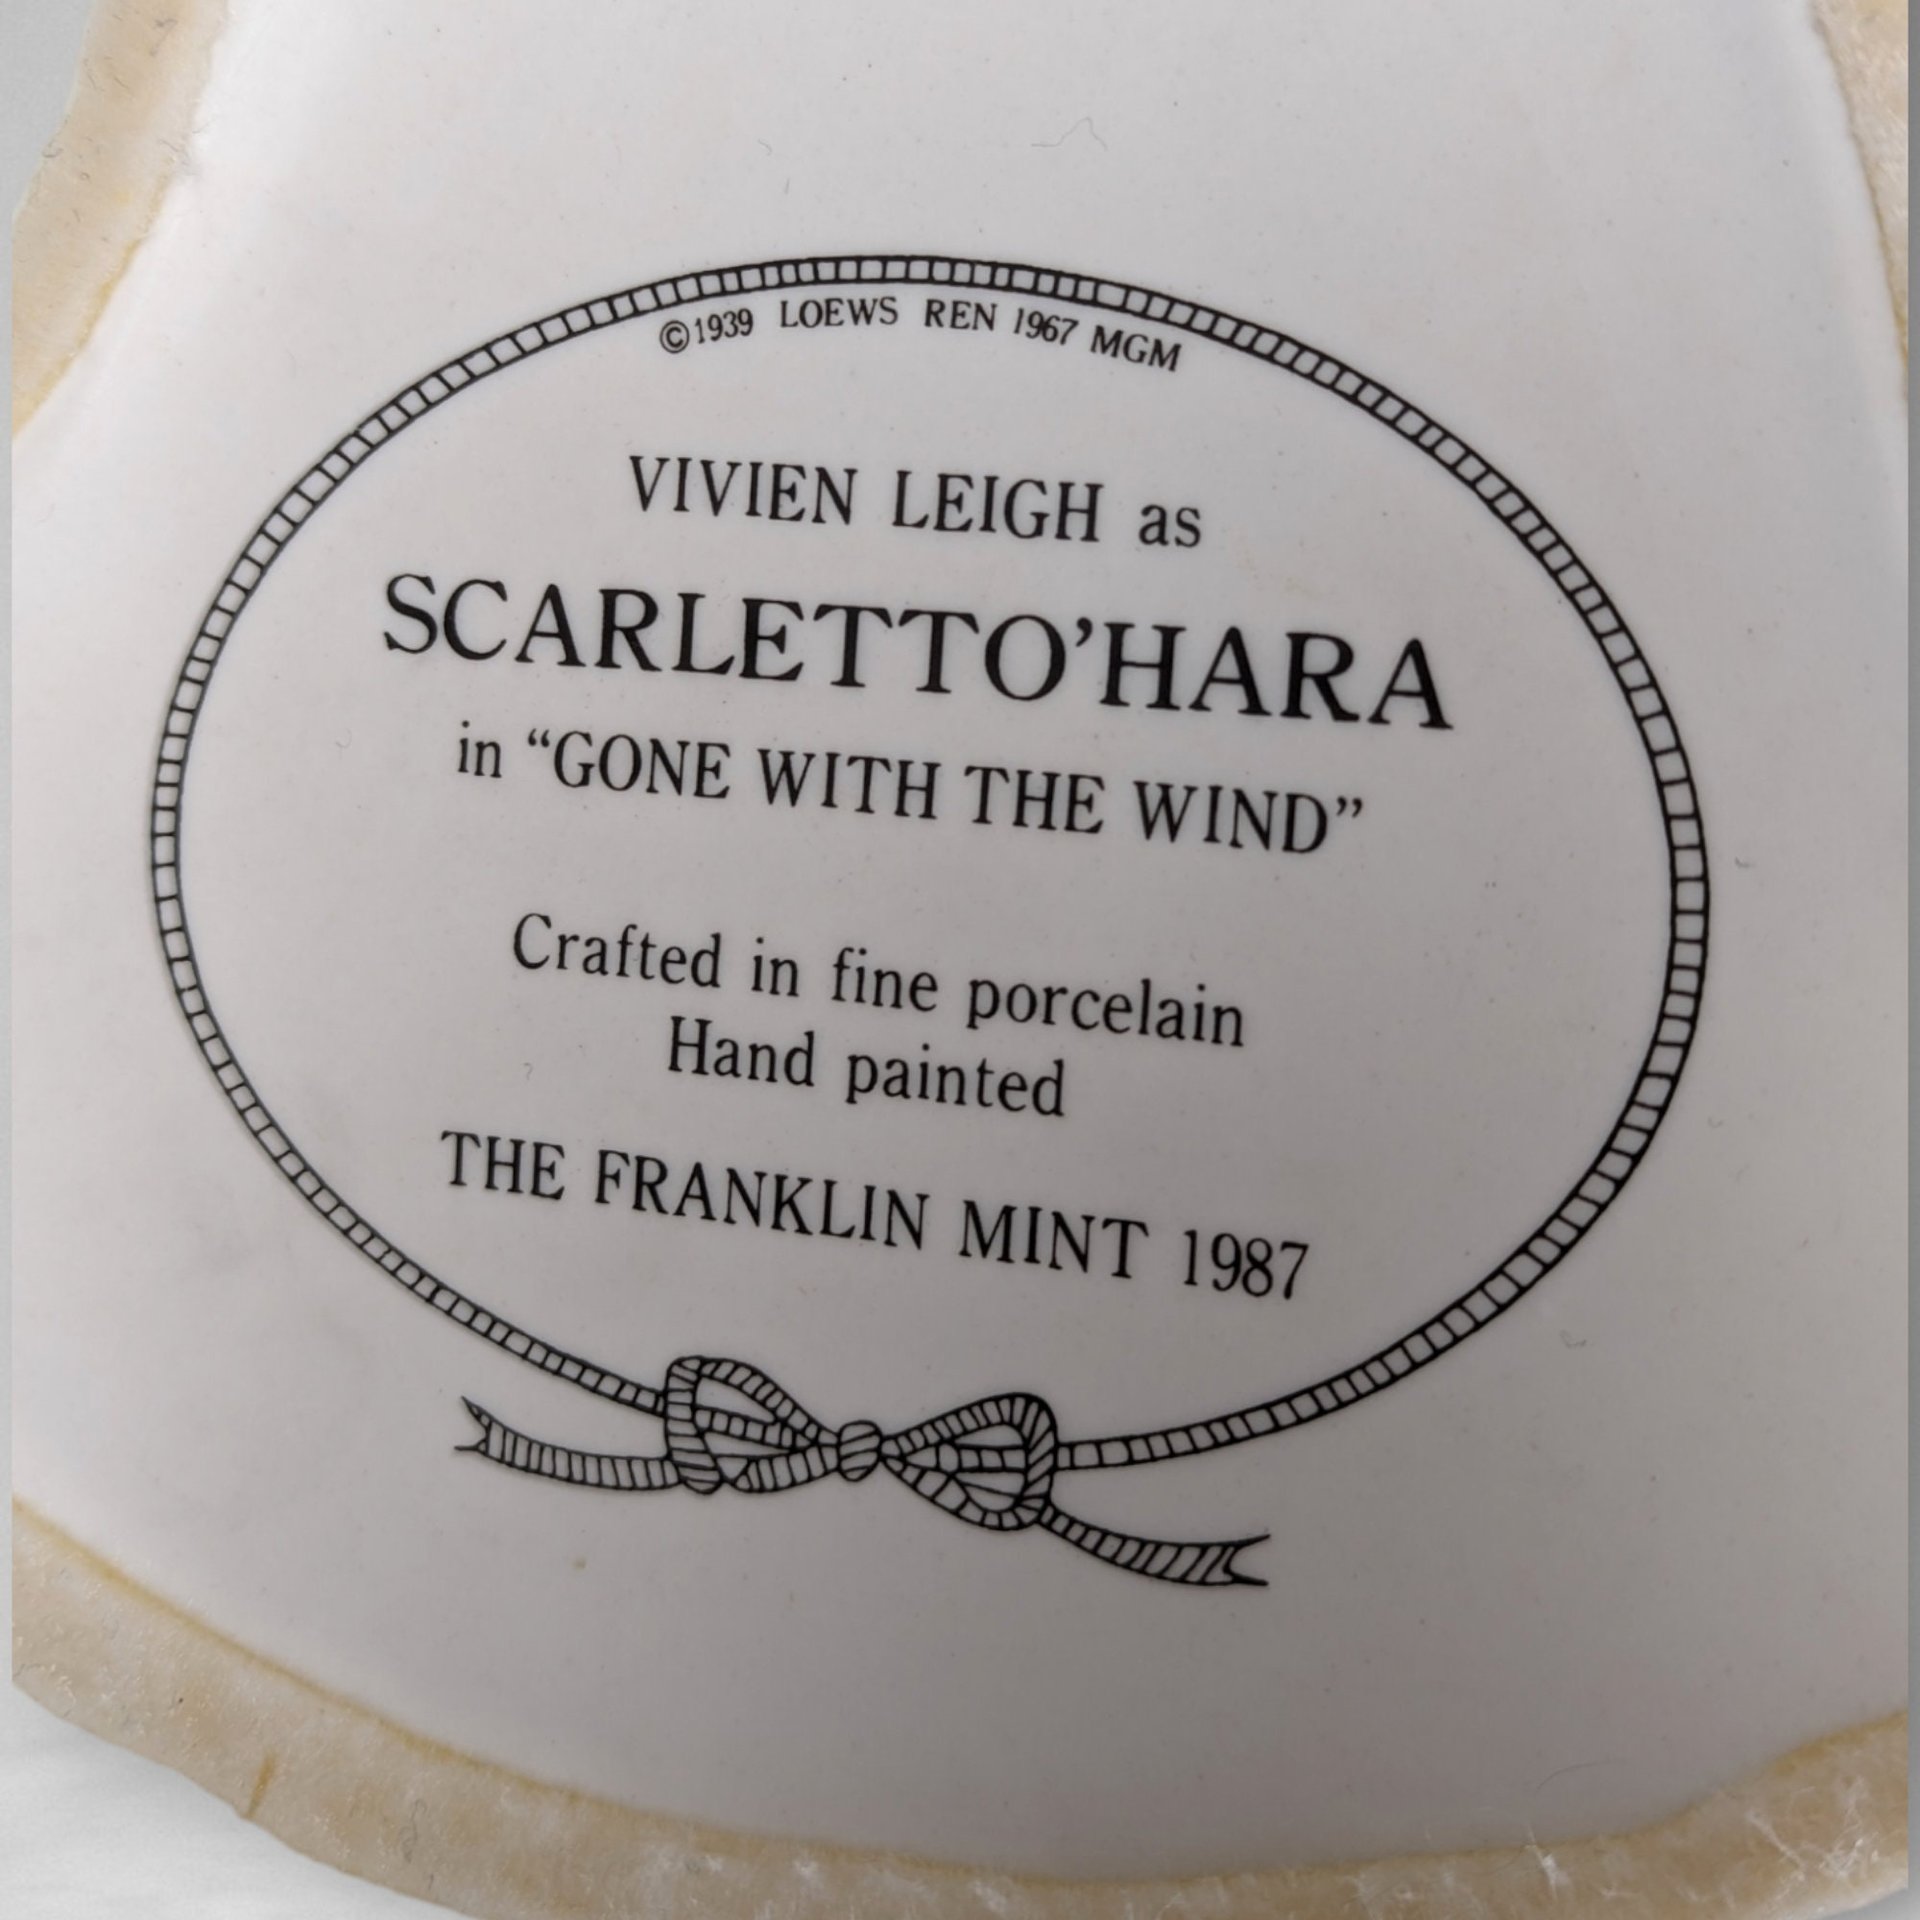 ©1939 LOEWS REN 1967 MGM
VIVIEN LEIGH as
SCARLETTO'HARA
in “GONE WITH THE WIND”
Crafted in fine porcelain
Hand painted
THE FRANKLIN MINT 1987